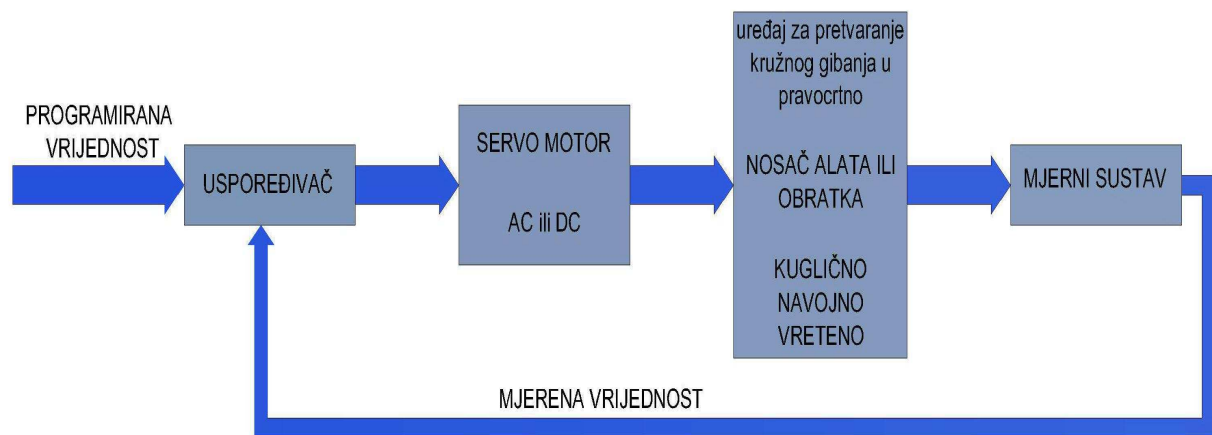 PROGRAMIRANA
VRIJEDNOST
USPOREĐIVAČ
SERVO MOTOR
AC ili DC
uređaj za pretvaranje
kružnog gibanja u
pravocrtno
NOSAČ ALATA ILI
OBRATKA
KUGLIČNO
NAVOJNO
VRETENO
MJERNI SUSTAV
MJERENA VRIJEDNOST